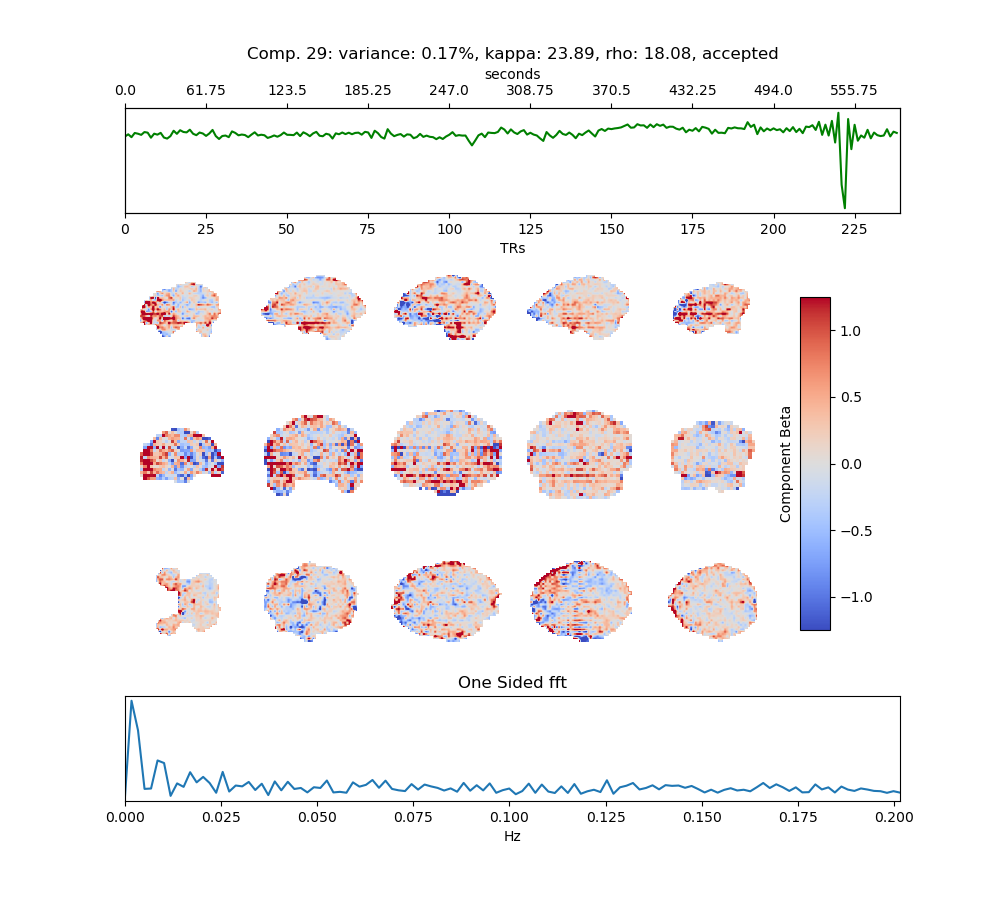 Comp. 29: variance: 0.17%, kappa: 23.89, rho: 18.08, accepted
seconds
0.0 61.75 123.5 185.25 247.0 308.75 370.5 432.25 494.0 555.75
0 25 50 75 100 125 150 175 200 225
TRs
1.0
0.5
0.0
−0.5
−1.0
Component Beta
One Sided fft
0.000 0.025 0.050 0.075 0.100 0.125 0.150 0.175 0.200
Hz